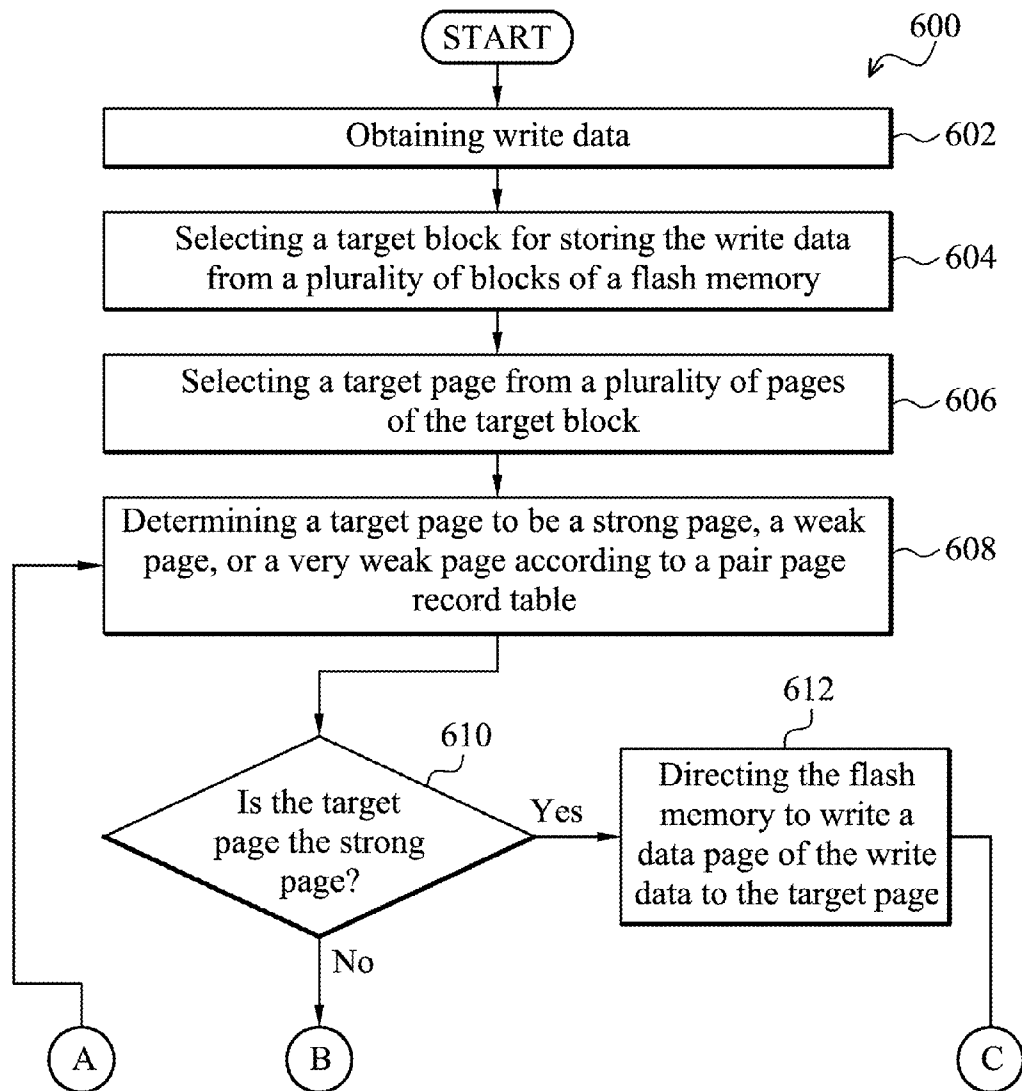 START
600
Obtaining write data
602
Selecting a target block for storing the write data
from a plurality of blocks of a flash memory
604
Selecting a target page from a plurality of pages
of the target block
606
Determining a target page to be a strong page, a weak
page, or a very weak page according to a pair page
record table
608
610
Is the target
page the strong
page?
Yes
612
Directing the flash
memory to write a
data page of the write
data to the target page
No
A
B
C